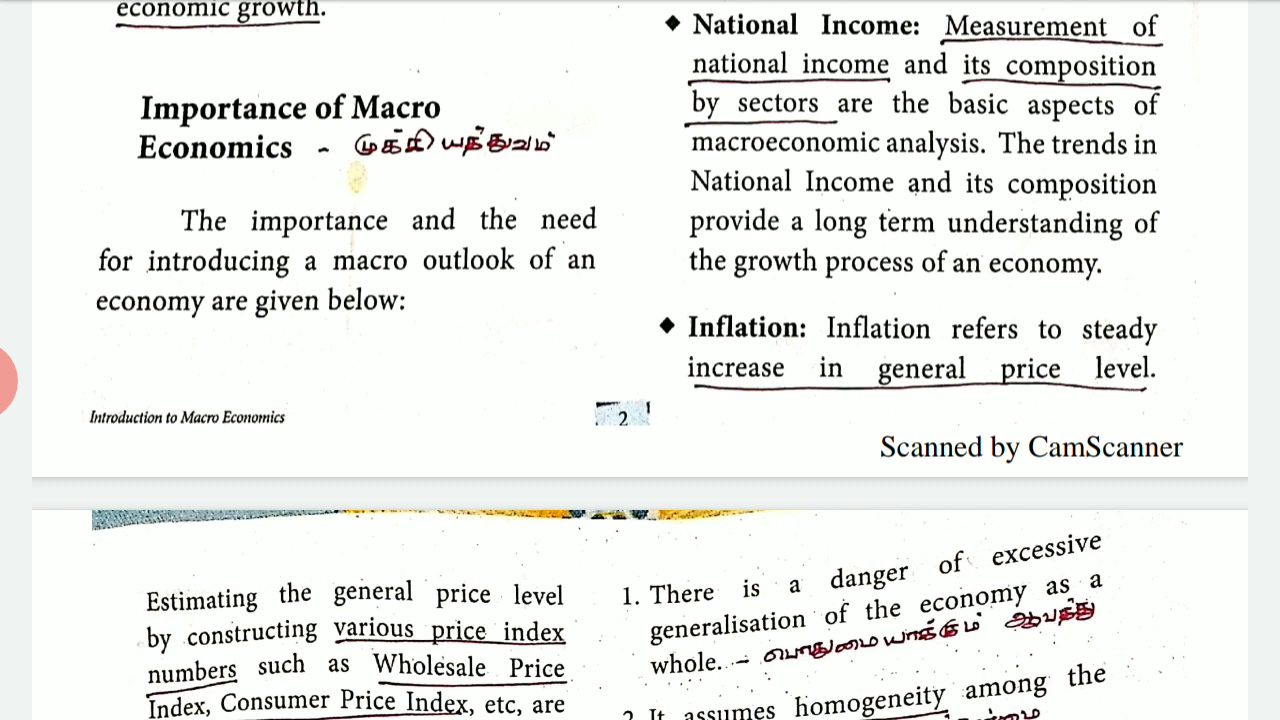 economic growth.
Importance of Macro
Economics - முக்கியத்துவம்
The importance and the need
for introducing a macro outlook of an
economy are given below:
◆ National Income: Measurement of
national income and its composition
by sectors are the basic aspects of
macroeconomic analysis. The trends in
National Income and its composition
provide a long term understanding of
the growth process of an economy.
◆ Inflation: Inflation refers to steady
increase in general price level.
Introduction to Macro Economics
2
Scanned by CamScanner
Estimating the general price level
by constructing various price index
numbers such as Wholesale Price
Index, Consumer Price Index, etc, are
1. There is a danger of excessive
generalisation of the economy as a
whole. - பொதுமையாக்கும் ஆபத்து
2. It assumes homogeneity among the